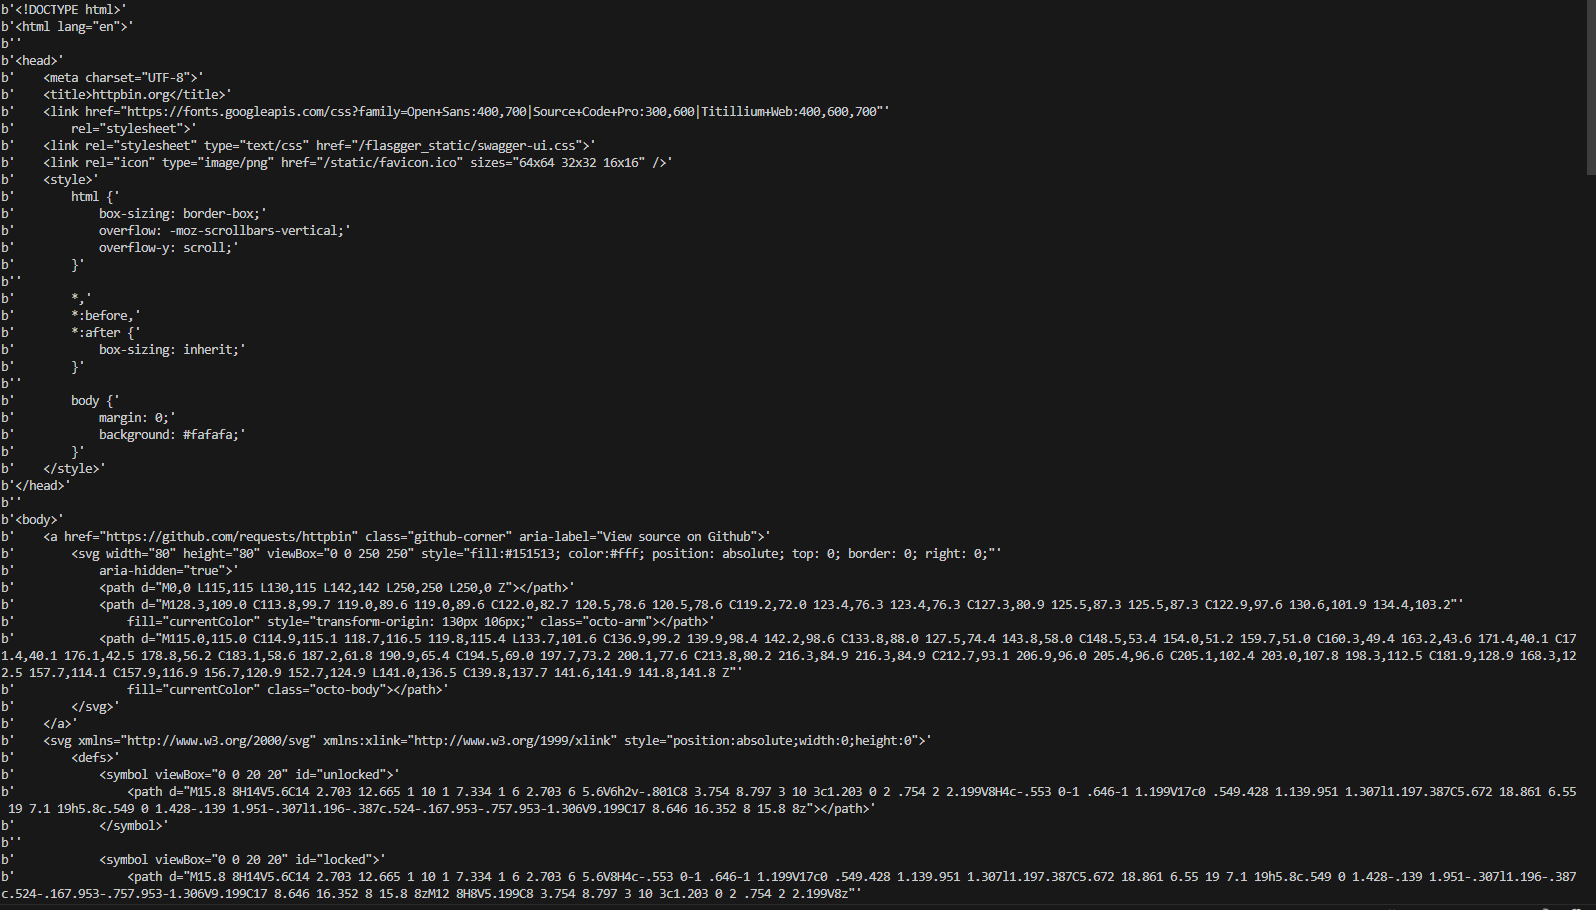 b'<!DOCTYPE html>'
b'<html lang="en">'
b''
b'<head>'
b'    <meta charset="UTF-8">'
b'    <title>httpbin.org</title>'
b'    <link href="https://fonts.googleapis.com/css?family=Open+Sans:400,700|Source+Code+Pro:300,600|Titillium+Web:400,600,700"'
b'        rel="stylesheet">'
b'    <link rel="stylesheet" type="text/css" href="/flasgger_static/swagger-ui.css">'
b'    <link rel="icon" type="image/png" href="/static/favicon.ico" sizes="64x64 32x32 16x16" />'
b'    <style>'
b'        html {'
b'            box-sizing: border-box;'
b'            overflow: -moz-scrollbars-vertical;'
b'            overflow-y: scroll;'
b'        }'
b''
b'        *,'
b'        *:before,'
b'        *:after {'
b'            box-sizing: inherit;'
b'        }'
b''
b'        body {'
b'            margin: 0;'
b'            background: #fafafa;'
b'        }'
b'    </style>'
b'</head>'
b''
b'<body>'
b'    <a href="https://github.com/requests/httpbin" class="github-corner" aria-label="View source on Github">'
b'        <svg width="80" height="80" viewBox="0 0 250 250" style="fill:#151513; color:#fff; position: absolute; top: 0; border: 0; right: 0;"'
b'            aria-hidden="true">'
b'            <path d="M0,0 L115,115 L130,115 L142,142 L250,250 L250,0 Z"></path>'
b'            <path d="M128.3,109.0 C113.8,99.7 119.0,89.6 119.0,89.6 C122.0,82.7 120.5,78.6 120.5,78.6 C119.2,72.0 123.4,76.3 123.4,76.3 C127.3,80.9 125.5,87.3 125.5,87.3 C122.9,97.6 130.6,101.9 134.4,103.2"'
b'                fill="currentColor" style="transform-origin: 130px 106px;" class="octo-arm"></path>'
b'            <path d="M115.0,115.0 C114.9,115.1 118.7,116.5 119.8,115.4 L133.7,101.6 C136.9,99.2 139.9,98.4 142.2,98.6 C133.8,88.0 127.5,74.4 143.8,58.0 C148.5,53.4 154.0,51.2 159.7,51.0 C160.3,49.4 163.2,43.6 171.4,40.1 C17
1.4,40.1 176.1,42.5 178.8,56.2 C183.1,58.6 187.2,61.8 190.9,65.4 C194.5,69.0 197.7,73.2 200.1,77.6 C213.8,80.2 216.3,84.9 216.3,84.9 C212.7,93.1 206.9,96.0 205.4,96.6 C205.1,102.4 203.0,107.8 198.3,112.5 C181.9,128.9 168.3,12
2.5 157.7,114.1 C157.9,116.9 156.7,120.9 152.7,124.9 L141.0,136.5 C139.8,137.7 141.6,141.9 141.8,141.8 Z"'
b'                fill="currentColor" class="octo-body"></path>'
b'        </svg>'
b'    </a>'
b'    <svg xmlns="http://www.w3.org/2000/svg" xmlns:xlink="http://www.w3.org/1999/xlink" style="position:absolute;width:0;height:0">'
b'        <defs>'
b'            <symbol viewBox="0 0 20 20" id="unlocked">'
b'                <path d="M15.8 8H14V5.6C14 2.703 12.665 1 10 1 7.334 1 6 2.703 6 5.6V6h2v-.801C8 3.754 8.797 3 10 3c1.203 0 2 .754 2 2.199V8H4c-.553 0-1 .646-1 1.199V17c0 .549.428 1.139.951 1.307l1.197.387C5.672 18.861 6.55
 19 7.1 19h5.8c.549 0 1.428-.139 1.951-.307l1.196-.387c.524-.167.953-.757.953-1.306V9.199C17 8.646 16.352 8 15.8 8z"></path>'
b'            </symbol>'
b''
b'            <symbol viewBox="0 0 20 20" id="locked">'
b'                <path d="M15.8 8H14V5.6C14 2.703 12.665 1 10 1 7.334 1 6 2.703 6 5.6V8H4c-.553 0-1 .646-1 1.199V17c0 .549.428 1.139.951 1.307l1.197.387C5.672 18.861 6.55 19 7.1 19h5.8c.549 0 1.428-.139 1.951-.307l1.196-.387
c.524-.167.953-.757.953-1.306V9.199C17 8.646 16.352 8 15.8 8zM12 8H8V5.199C8 3.754 8.797 3 10 3c1.203 0 2 .754 2 2.199V8z"'